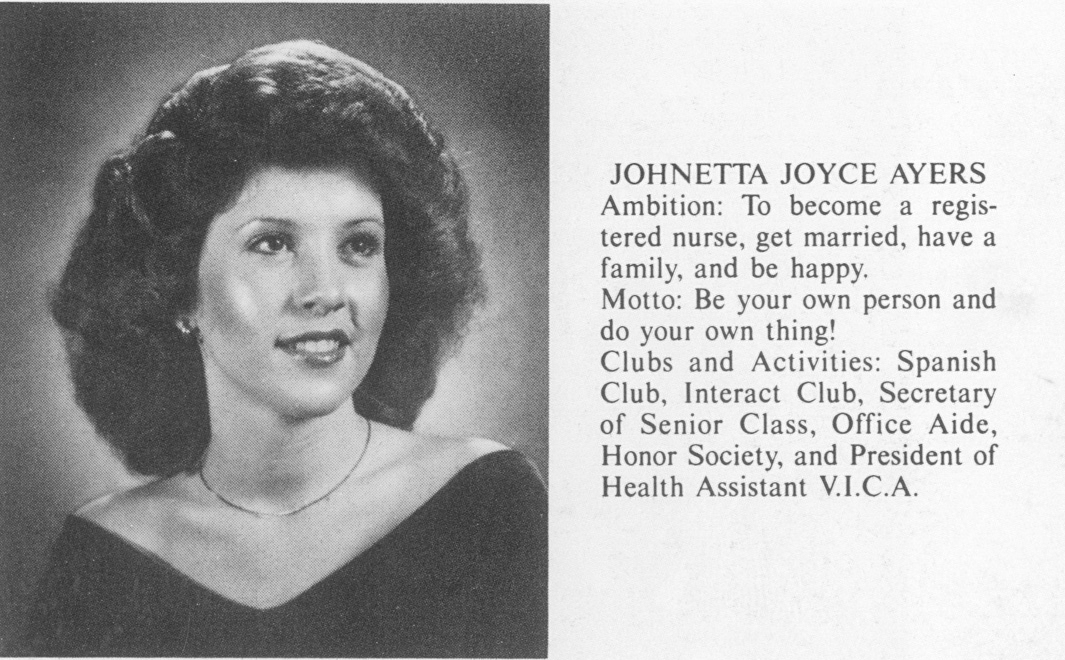 JOHNETTA JOYCE AYERS
Ambition: To become a regis-
tered nurse, get married, have a
family, and be happy.
Motto: Be your own person and
do your own thing!
Clubs and Activities: Spanish
Club, Interact Club, Secretary
of Senior Class, Office Aide,
Honor Society, and President of
Health Assistant V.I.C.A.